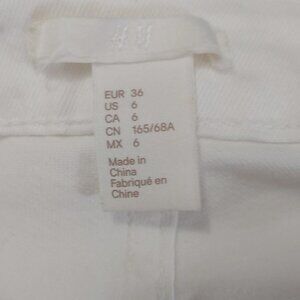 H&M
EUR 36
US 6
CA 6
CN 165/68A
MX 6
Made in
China
Fabriqué en
Chine